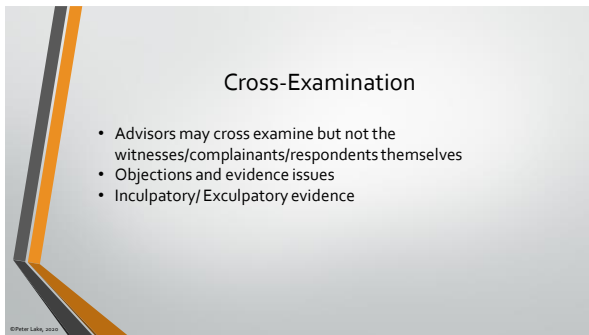 Cross-Examination
• Advisors may cross examine but not the
witnesses/complainants/respondents themselves
• Objections and evidence issues
• Inculpatory/ Exculpatory evidence
©Peter Lake, 2020